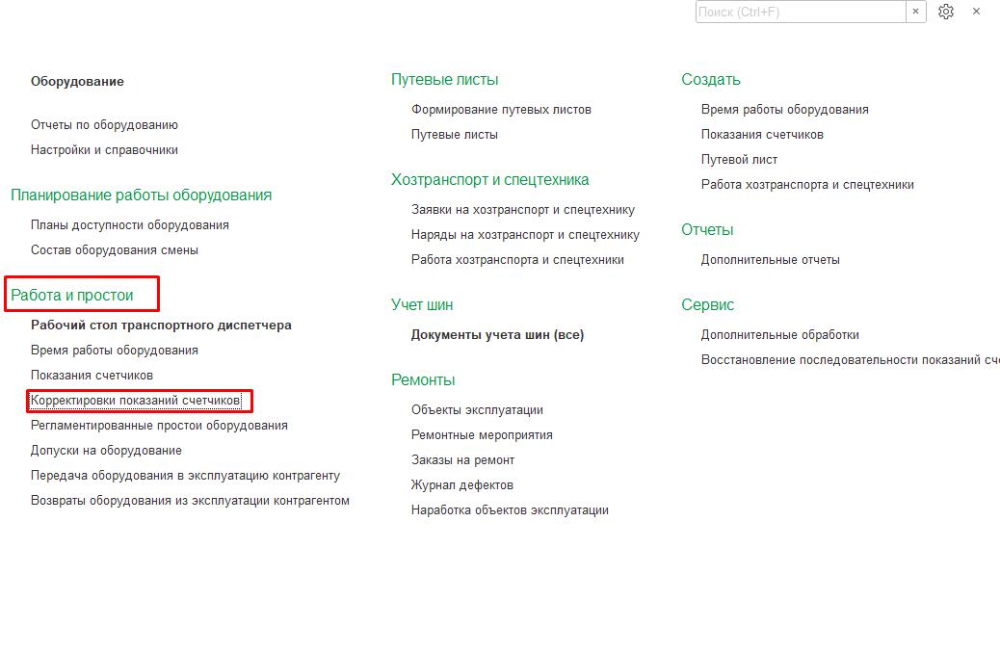 Поиск (Ctrl+F)
×
×
Оборудование
Отчеты по оборудованию
Настройки и справочники
Планирование работы оборудования
Планы доступности оборудования
Состав оборудования смены
Работа и простои
Рабочий стол транспортного диспетчера
Время работы оборудования
Показания счетчиков
Корректировки показаний счетчиков
Регламентированные простои оборудования
Допуски на оборудование
Передача оборудования в эксплуатацию контрагенту
Возвраты оборудования из эксплуатации контрагентом
Путевые листы
Формирование путевых листов
Путевые листы
Хозтранспорт и спецтехника
Заявки на хозтранспорт и спецтехнику
Наряды на хозтранспорт и спецтехнику
Работа хозтранспорта и спецтехники
Учет шин
Документы учета шин (все)
Ремонты
Объекты эксплуатации
Ремонтные мероприятия
Заказы на ремонт
Журнал дефектов
Наработка объектов эксплуатации
Создать
Время работы оборудования
Показания счетчиков
Путевой лист
Работа хозтранспорта и спецтехники
Отчеты
Дополнительные отчеты
Сервис
Дополнительные обработки
Восстановление последовательности показаний сч